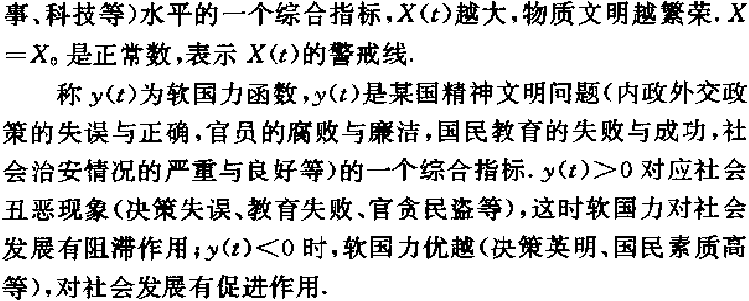 事、科技等)水平的一个综合指标,X(t)越大,物质文明越繁荣.X
=X₀ 是正常数,表示 X(t)的警戒线.
称 y(t)为软国力函数,y(t)是某国精神文明问题(内政外交政
策的失误与正确,官员的腐败与廉洁,国民教育的失败与成功,社
会治安情况的严重与良好等)的一个综合指标.y(t)>0 对应社会
丑恶现象(决策失误、教育失败、官贪民盗等),这时软国力对社会
发展有阻滞作用;y(t)<0 时,软国力优越(决策英明、国民素质高
等),对社会发展有促进作用.